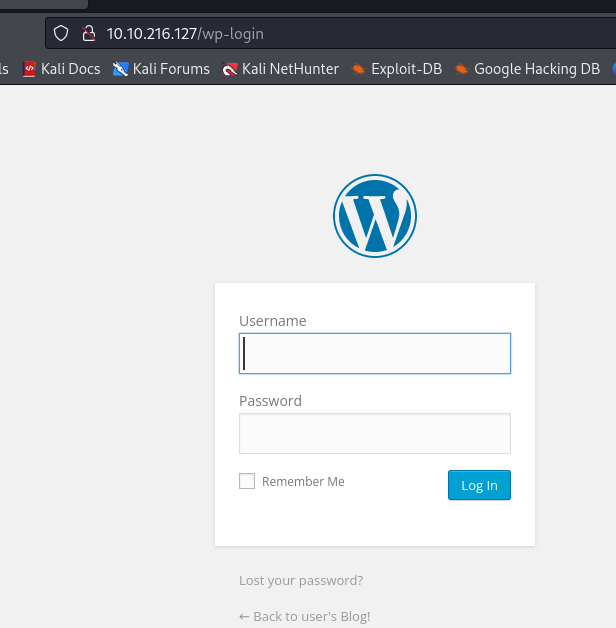 10.10.216.127/wp-login
ls Kali Docs Kali Forums Kali NetHunter Exploit-DB Google Hacking DB
Username
Password
Remember Me
Log In
Lost your password?
← Back to user's Blog!